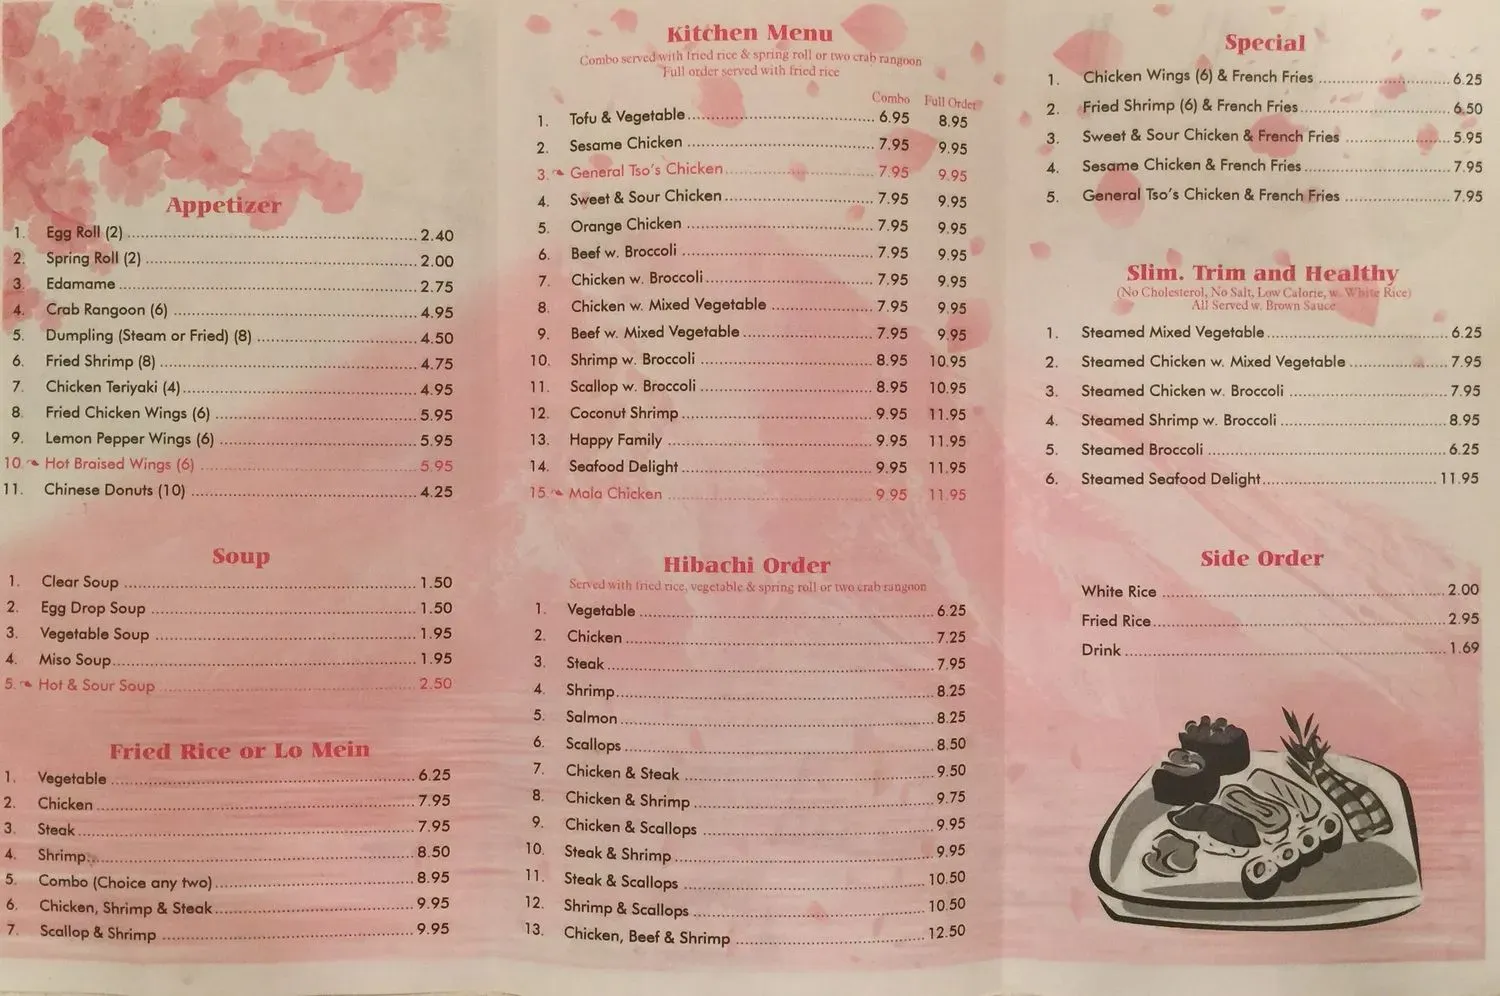 Appetizer
1. Egg Roll (2) 2.40
2. Spring Roll (2) 2.00
3. Edamame 2.75
4. Crab Rangoon (6) 4.95
5. Dumpling (Steam or Fried) (8) 4.50
6. Fried Shrimp (8) 4.75
7. Chicken Teriyaki (4) 4.95
8. Fried Chicken Wings (6) 5.95
9. Lemon Pepper Wings (6) 5.95
10. Hot Braised Wings (6) 5.95
11. Chinese Donuts (10) 4.25
Soup
1. Clear Soup 1.50
2. Egg Drop Soup 1.50
3. Vegetable Soup 1.95
4. Miso Soup 1.95
5. Hot & Sour Soup 2.50
Fried Rice or Lo Mein
1. Vegetable 6.25
2. Chicken 7.95
3. Steak 7.95
4. Shrimp 8.50
5. Combo (Choice any two) 8.95
6. Chicken, Shrimp & Steak 9.95
7. Scallop & Shrimp 9.95
Kitchen Menu
Combo served with fried rice & spring roll or two crab rangoon
Full order served with fried rice
Combo Full Order
1. Tofu & Vegetable 6.95 8.95
2. Sesame Chicken 7.95 9.95
3. General Tso's Chicken 7.95 9.95
4. Sweet & Sour Chicken 7.95 9.95
5. Orange Chicken 7.95 9.95
6. Beef w. Broccoli 7.95 9.95
7. Chicken w. Broccoli 7.95 9.95
8. Chicken w. Mixed Vegetable 7.95 9.95
9. Beef w. Mixed Vegetable 7.95 9.95
10. Shrimp w. Broccoli 8.95 10.95
11. Scallop w. Broccoli 8.95 10.95
12. Coconut Shrimp 9.95 11.95
13. Happy Family 9.95 11.95
14. Seafood Delight 9.95 11.95
15. Mala Chicken 9.95 11.95
Hibachi Order
Served with fried rice, vegetable & spring roll or two crab rangoon
1. Vegetable 6.25
2. Chicken 7.25
3. Steak 7.95
4. Shrimp 8.25
5. Salmon 8.25
6. Scallops 8.50
7. Chicken & Steak 9.50
8. Chicken & Shrimp 9.75
9. Chicken & Scallops 9.95
10. Steak & Shrimp 9.95
11. Steak & Scallops 10.50
12. Shrimp & Scallops 10.50
13. Chicken, Beef & Shrimp 12.50
Special
1. Chicken Wings (6) & French Fries 6.25
2. Fried Shrimp (6) & French Fries 6.50
3. Sweet & Sour Chicken & French Fries 5.95
4. Sesame Chicken & French Fries 7.95
5. General Tso's Chicken & French Fries 7.95
Slim. Trim and Healthy
(No Cholesterol, No Salt, Low Calorie, w. White Rice)
All Served w. Brown Sauce
1. Steamed Mixed Vegetable 6.25
2. Steamed Chicken w. Mixed Vegetable 7.95
3. Steamed Chicken w. Broccoli 7.95
4. Steamed Shrimp w. Broccoli 8.95
5. Steamed Broccoli 6.25
6. Steamed Seafood Delight 11.95
Side Order
White Rice 2.00
Fried Rice 2.95
Drink 1.69